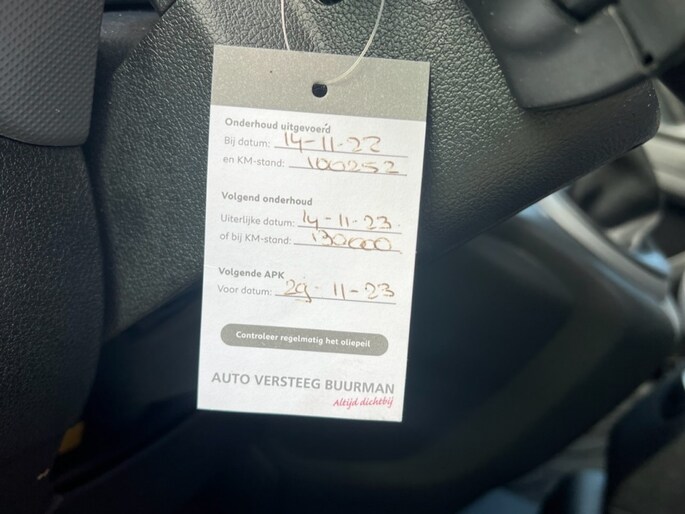 Onderhoud uitgevoerd
Bij datum: 14-11-22
en KM-stand: 100252
Volgend onderhoud
Uiterlijke datum: 14-11-23
of bij KM-stand: 130000
Volgende APK
Voor datum: 29-11-23
Controleer regelmatig het oliepeil
AUTO VERSTEEG BUURMAN
Altijd dichtbij